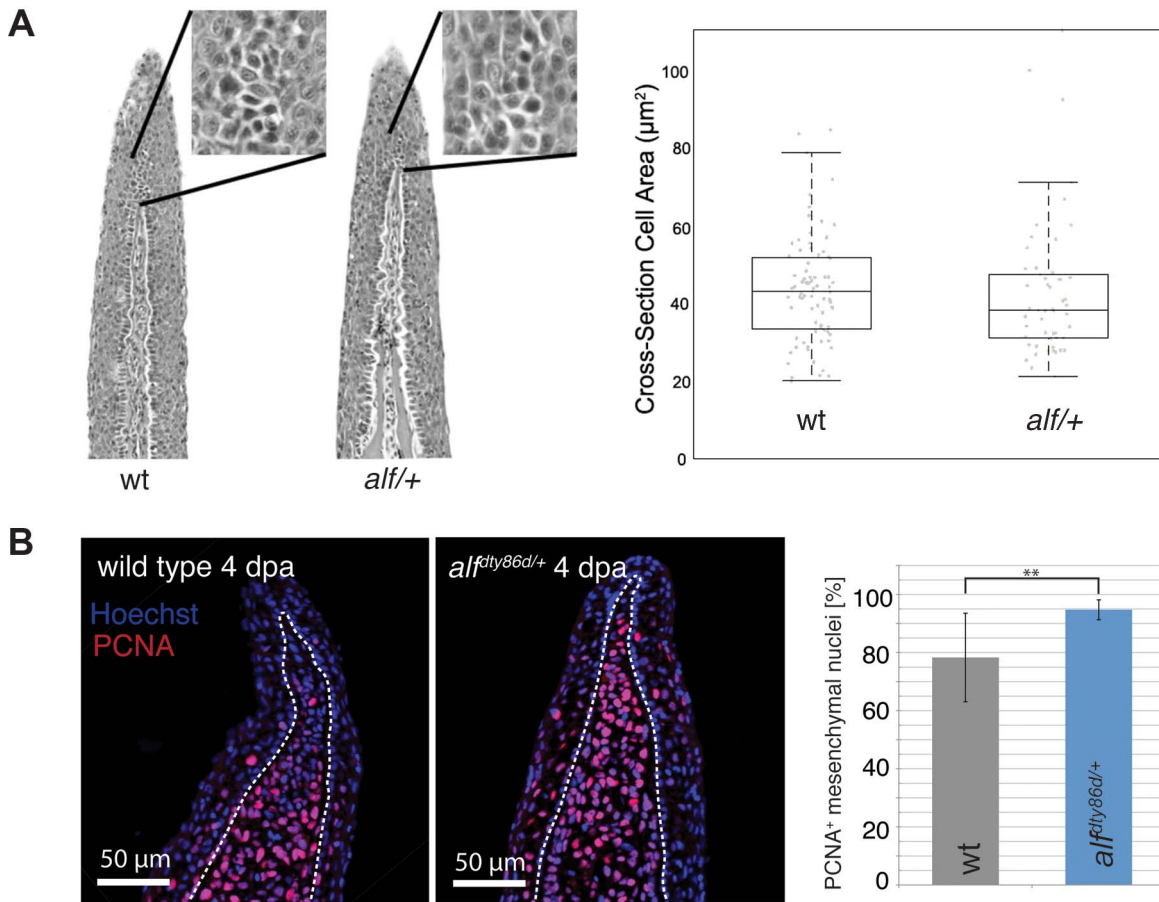 A
wt
alf/+
Cross-Section Cell Area (µm²)
100
80
60
40
20
0
wt
alf/+
B
wild type 4 dpa
Hoechst
PCNA
50 µm
alfdty86d/+ 4 dpa
50 µm
PCNA+ mesenchymal nuclei [%]
100
80
60
40
20
0
**
wt
alfdty86d/+